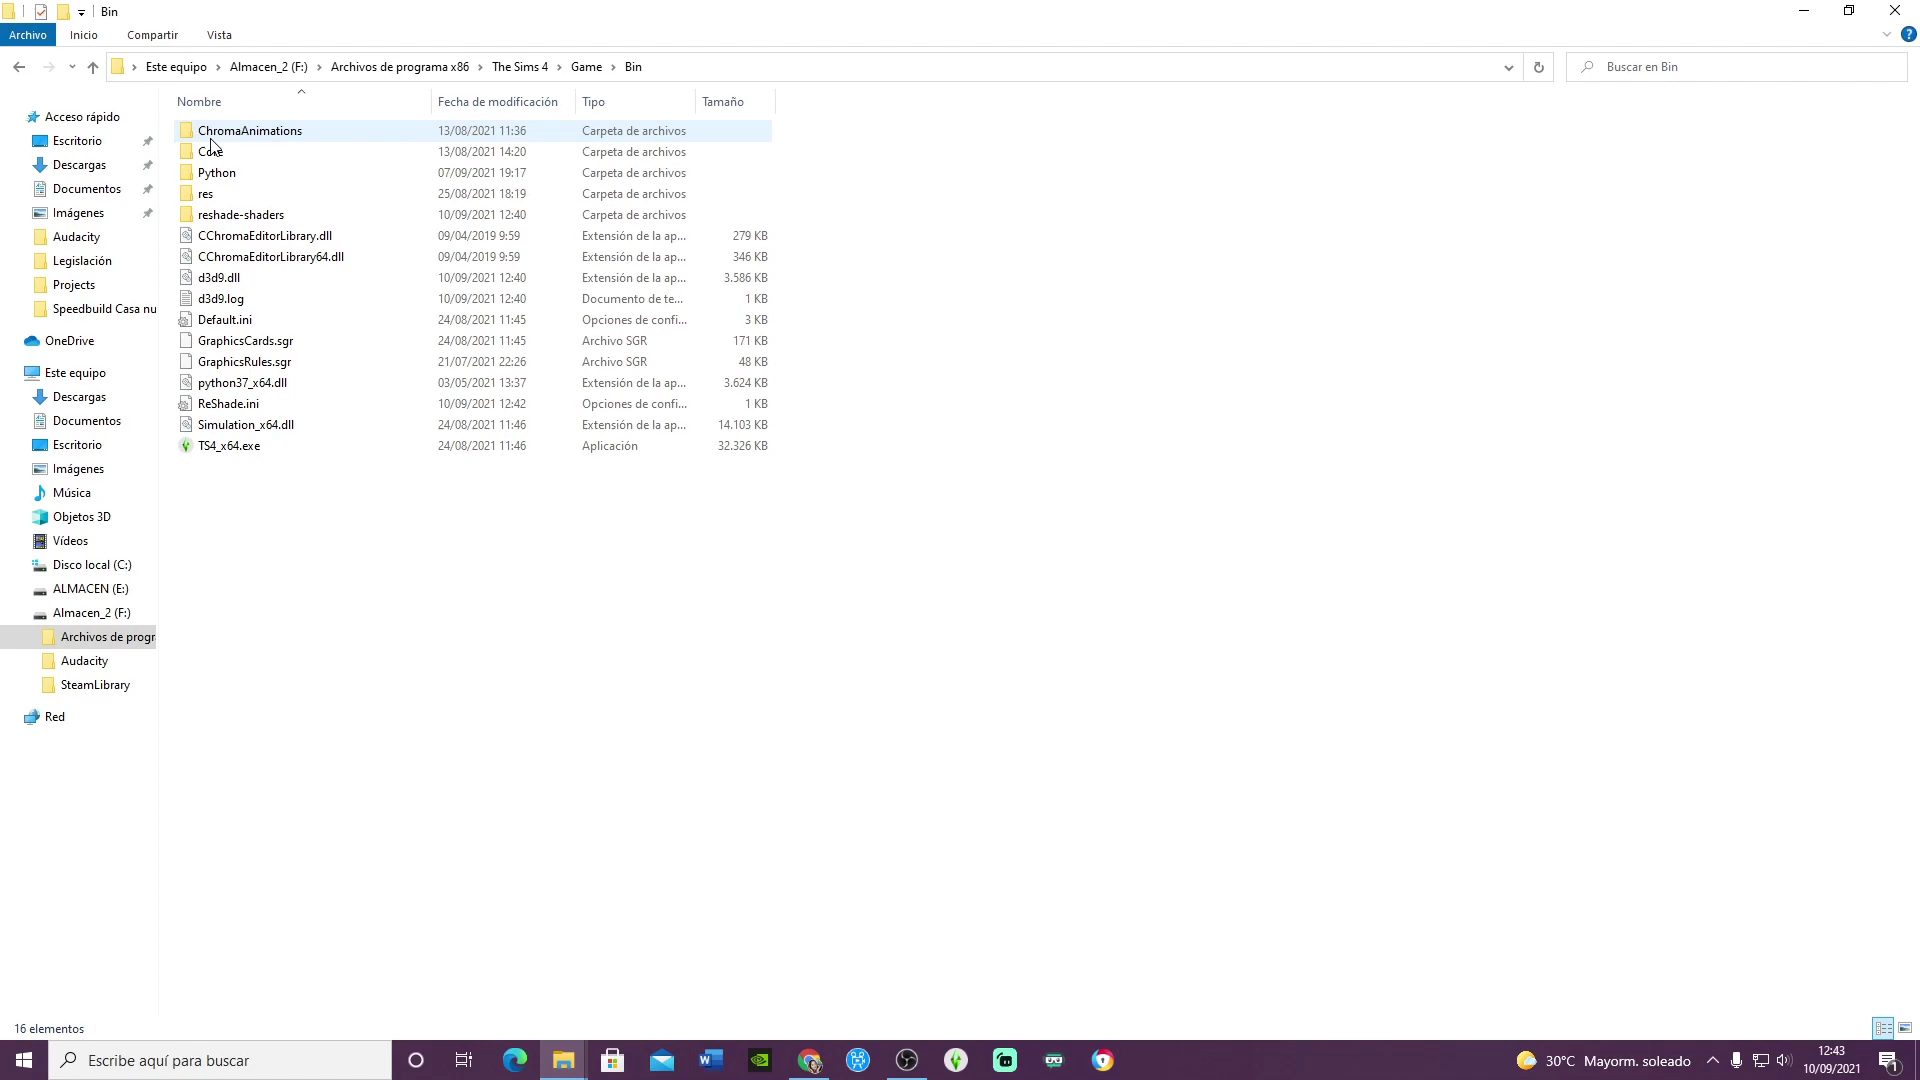 Bin
Archivo Inicio Compartir Vista
Este equipo Almacen_2 (F:) Archivos de programa x86 The Sims 4 Game Bin Buscar en Bin
Nombre Fecha de modificación Tipo Tamaño
Acceso rápido
Escritorio
Descargas
Documentos
Imágenes
Audacity
Legislación
Projects
Speedbuild Casa nu
OneDrive
Este equipo
Descargas
Documentos
Escritorio
Imágenes
Música
Objetos 3D
Vídeos
Disco local (C:)
ALMACEN (E:)
Almacen_2 (F:)
Archivos de progr
Audacity
SteamLibrary
Red
ChromaAnimations 13/08/2021 11:36 Carpeta de archivos
Core 13/08/2021 14:20 Carpeta de archivos
Python 07/09/2021 19:17 Carpeta de archivos
res 25/08/2021 18:19 Carpeta de archivos
reshade-shaders 10/09/2021 12:40 Carpeta de archivos
CChromaEditorLibrary.dll 09/04/2019 9:59 Extensión de la ap... 279 KB
CChromaEditorLibrary64.dll 09/04/2019 9:59 Extensión de la ap... 346 KB
d3d9.dll 10/09/2021 12:40 Extensión de la ap... 3.586 KB
d3d9.log 10/09/2021 12:40 Documento de te... 1 KB
Default.ini 24/08/2021 11:45 Opciones de confi... 3 KB
GraphicsCards.sgr 24/08/2021 11:45 Archivo SGR 171 KB
GraphicsRules.sgr 21/07/2021 22:26 Archivo SGR 48 KB
python37_x64.dll 03/05/2021 13:37 Extensión de la ap... 3.624 KB
ReShade.ini 10/09/2021 12:42 Opciones de confi... 1 KB
Simulation_x64.dll 24/08/2021 11:46 Extensión de la ap... 14.103 KB
TS4_x64.exe 24/08/2021 11:46 Aplicación 32.326 KB
16 elementos
Escribe aquí para buscar
30°C Mayorm. soleado
12:43
10/09/2021
1